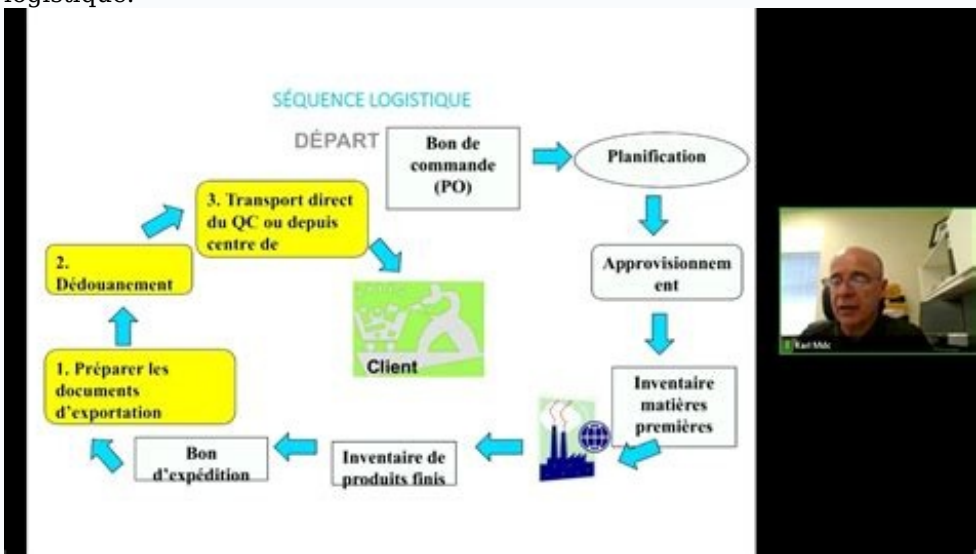 logistique.
SÉQUENCE LOGISTIQUE
DÉPART
Bon de
commande
(PO)
Planification
Approvisionnem
ent
Inventaire
matières
premières
Inventaire de
produits finis
Bon
d'expédition
1. Préparer les
documents
d'exportation
2.
Dédouanement
3. Transport direct
du QC ou depuis
centre de
Client